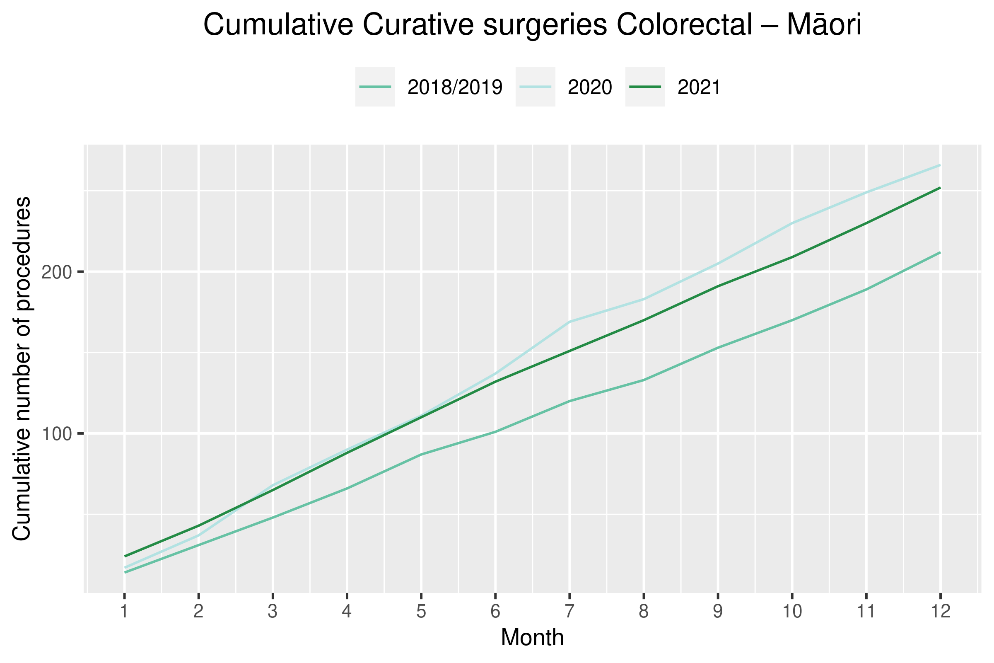 Cumulative Curative surgeries Colorectal – Māori
2018/2019 2020 2021
Cumulative number of procedures
200
100
1 2 3 4 5 6 7 8 9 10 11 12
Month